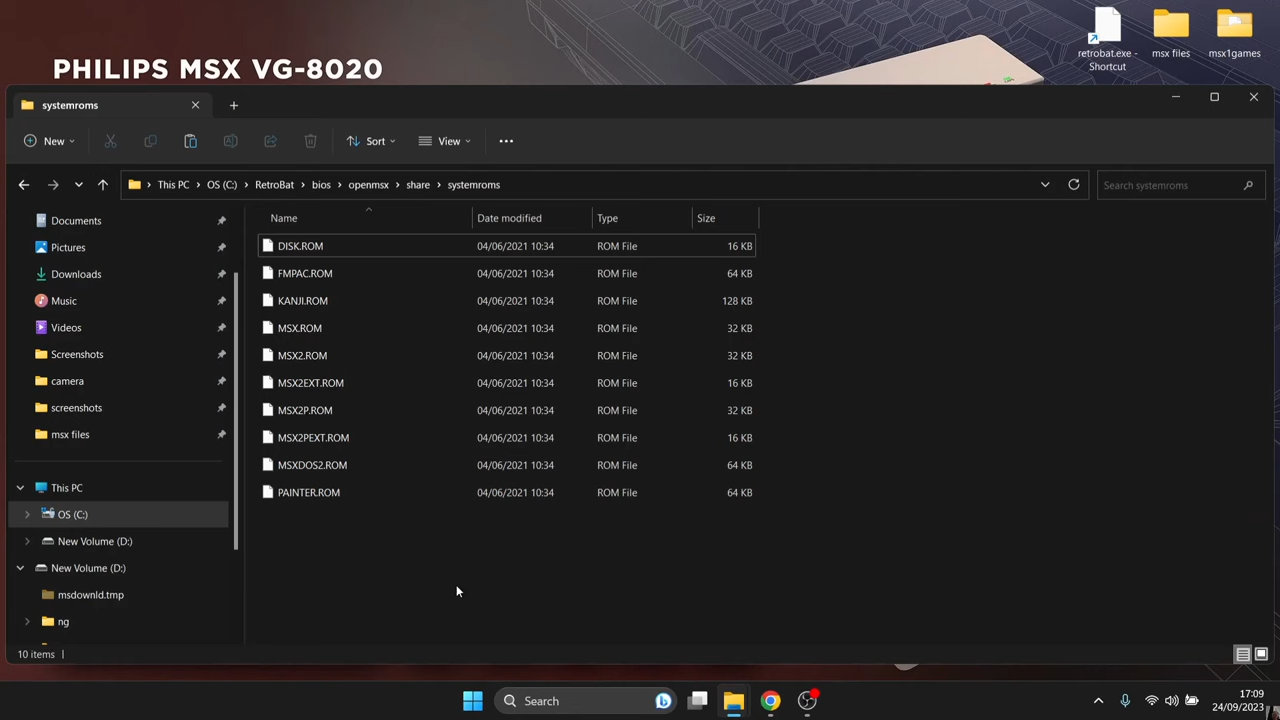 PHILIPS MSX VG-8020
retrobat.exe -
Shortcut
msx files
msx1games
systemroms
New
Sort
View
This PC
OS (C:)
RetroBat
bios
openmsx
share
systemroms
Search systemroms
Name
Date modified
Type
Size
DISK.ROM 04/06/2021 10:34 ROM File 16 KB
FMPAC.ROM 04/06/2021 10:34 ROM File 64 KB
KANJI.ROM 04/06/2021 10:34 ROM File 128 KB
MSX.ROM 04/06/2021 10:34 ROM File 32 KB
MSX2.ROM 04/06/2021 10:34 ROM File 32 KB
MSX2EXT.ROM 04/06/2021 10:34 ROM File 16 KB
MSX2P.ROM 04/06/2021 10:34 ROM File 32 KB
MSX2PEXT.ROM 04/06/2021 10:34 ROM File 16 KB
MSXDOS2.ROM 04/06/2021 10:34 ROM File 64 KB
PAINTER.ROM 04/06/2021 10:34 ROM File 64 KB
Documents
Pictures
Downloads
Music
Videos
Screenshots
camera
screenshots
msx files
This PC
OS (C:)
New Volume (D:)
New Volume (D:)
msdownld.tmp
ng
10 items
Search
17:09
24/09/2023